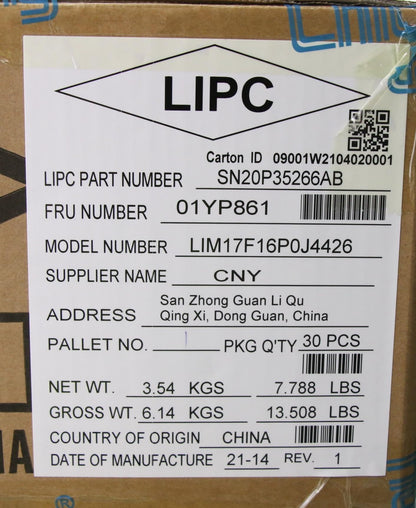 LIPC
Carton ID 09001W2104020001
LIPC PART NUMBER SN20P35266AB
FRU NUMBER 01YP861
MODEL NUMBER LIM17F16P0J4426
SUPPLIER NAME CNY
ADDRESS San Zhong Guan Li Qu
Qing Xi, Dong Guan, China
PALLET NO. 1 PKG Q'TY 30 PCS
NET WT. 3.54 KGS 7.788 LBS
GROSS WT. 6.14 KGS 13.508 LBS
COUNTRY OF ORIGIN CHINA
DATE OF MANUFACTURE 21-14 REV. 1